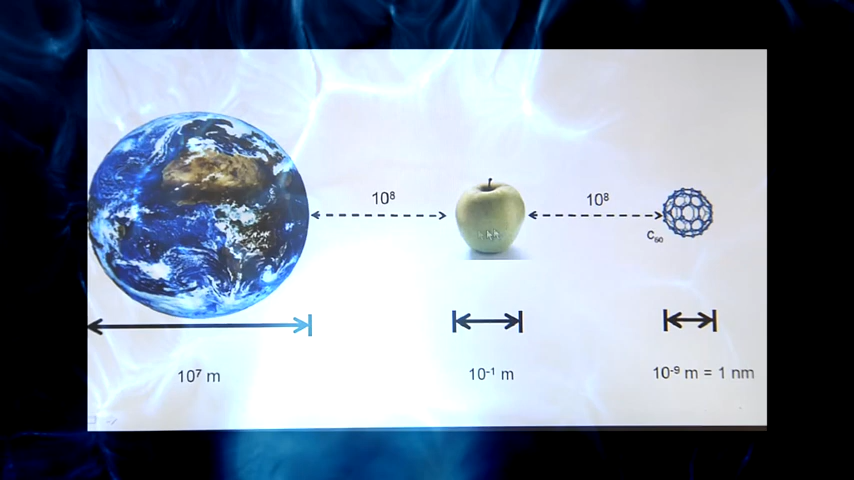 10⁸
10⁸
C₆₀
10⁷ m
10⁻¹ m
10⁻⁹ m = 1 nm